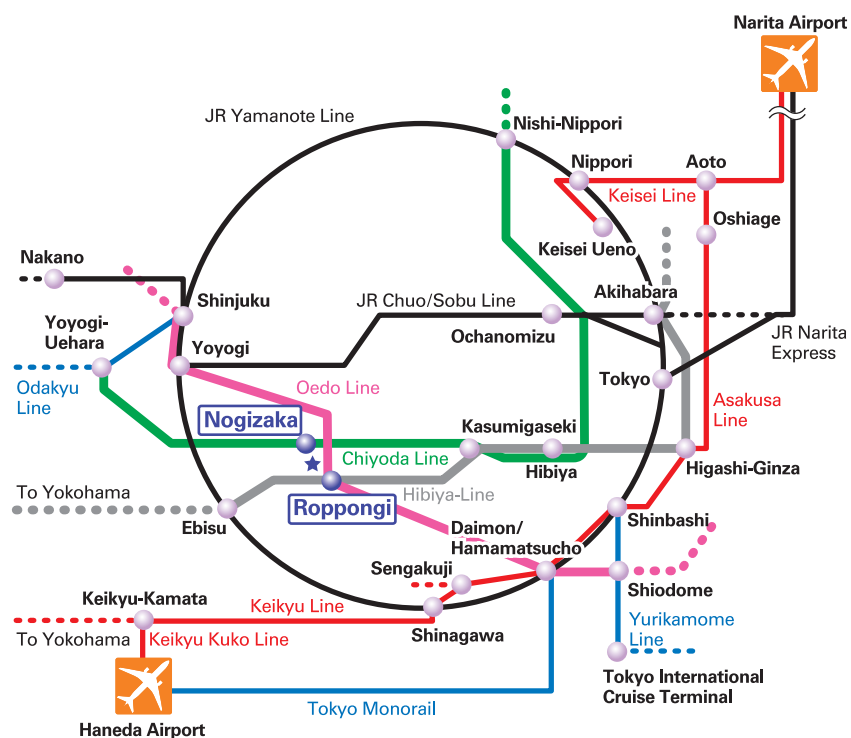 Narita Airport
JR Yamanote Line
Nishi-Nippori
Nippori
Aoto
Keisei Line
Oshiage
Keisei Ueno
Nakano
Akihabara
Shinjuku
JR Chuo/Sobu Line
Yoyogi-
Uehara
Ochanomizu
JR Narita
Express
Yoyogi
Tokyo
Odakyu
Line
Oedo Line
Asakusa
Line
Nogizaka
Kasumigaseki
Chiyoda Line
Hibiya
Higashi-Ginza
To Yokohama
Hibiya-Line
Roppongi
Ebisu
Shinbashi
Daimon/
Hamamatsucho
Sengakuji
Shiodome
Keikyu-Kamata
Keikyu Line
Shinagawa
Yurikamome
Line
To Yokohama
Keikyu Kuko Line
Tokyo International
Cruise Terminal
Tokyo Monorail
Haneda Airport